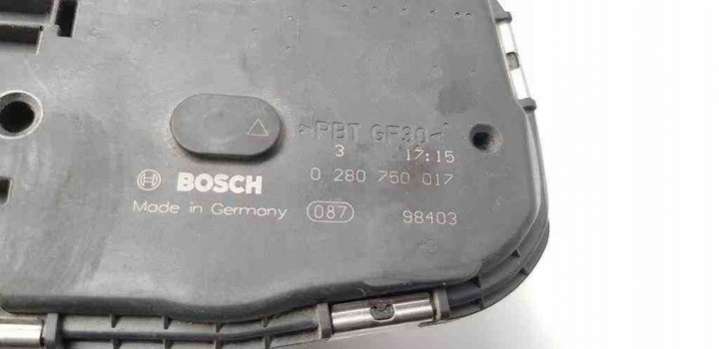 >PBT GF30<
3 17:15
BOSCH 0 280 750 017
Made in Germany 087 98403